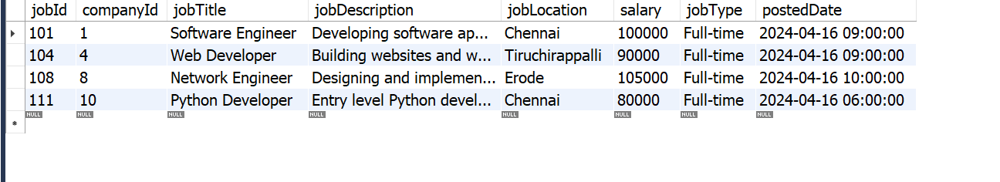 jobId companyId jobTitle jobDescription jobLocation salary jobType postedDate
101 1 Software Engineer Developing software ap... Chennai 100000 Full-time 2024-04-16 09:00:00
104 4 Web Developer Building websites and w... Tiruchirappalli 90000 Full-time 2024-04-16 09:00:00
108 8 Network Engineer Designing and implemen... Erode 105000 Full-time 2024-04-16 10:00:00
111 10 Python Developer Entry level Python devel... Chennai 80000 Full-time 2024-04-16 06:00:00
NULL NULL NULL NULL NULL NULL NULL NULL